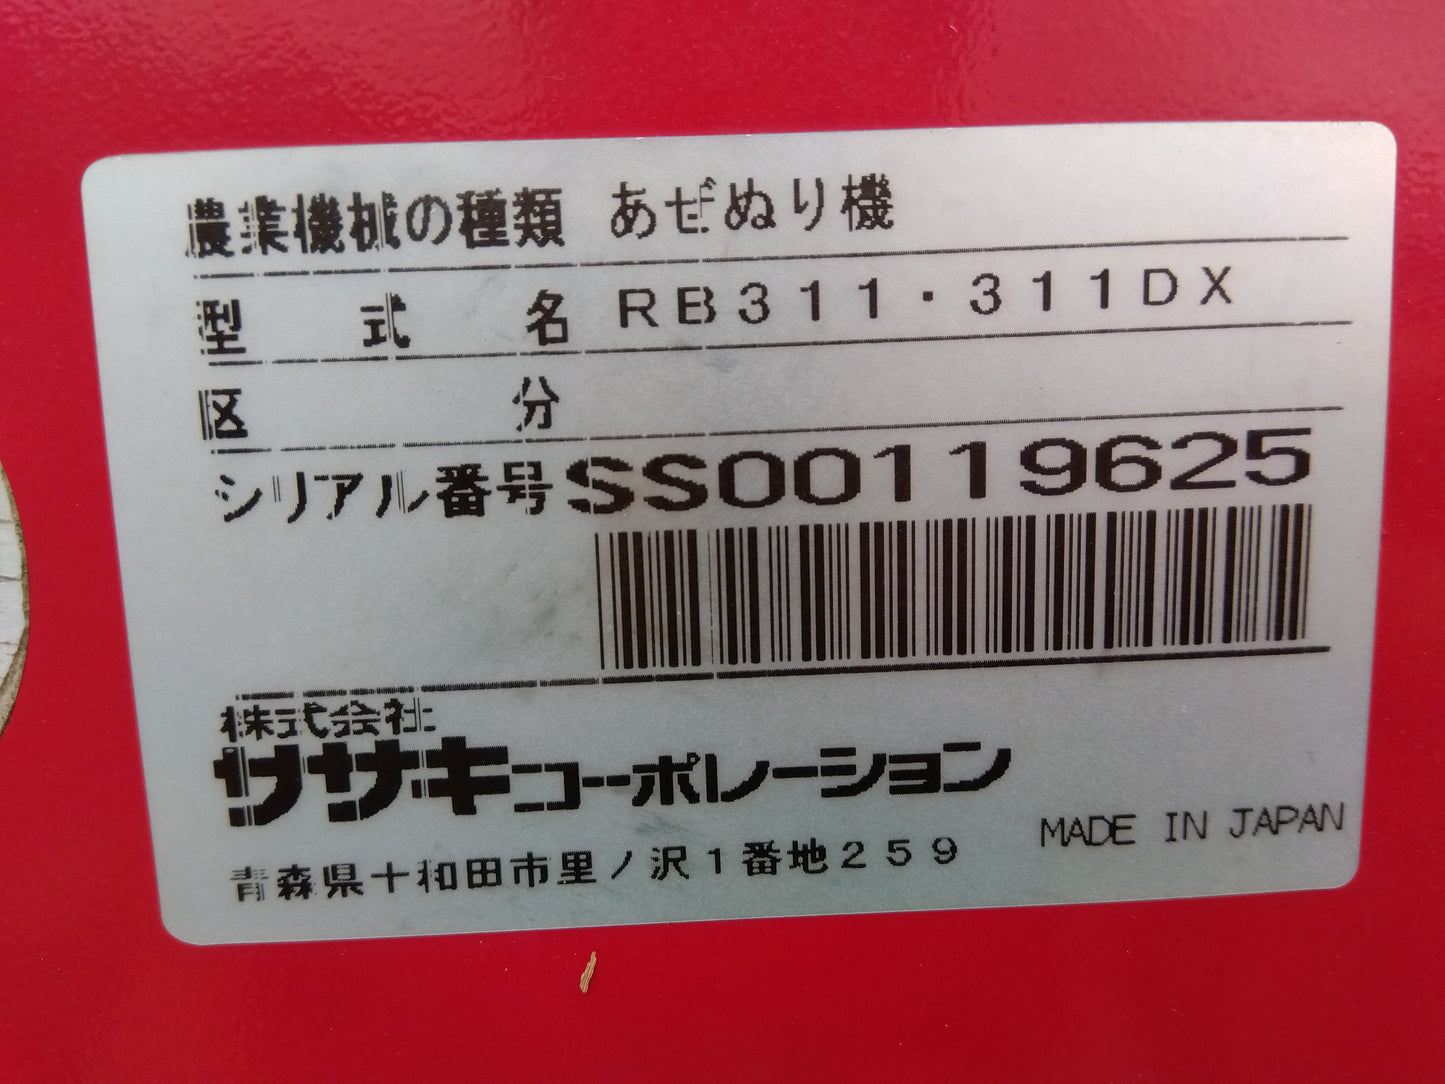 農業機械の種類 あぜぬり機
型式名 RB311・311DX
区分
シリアル番号 SS00119625
株式会社
ササキコーポレーション
青森県十和田市里ノ沢1番地259
MADE IN JAPAN